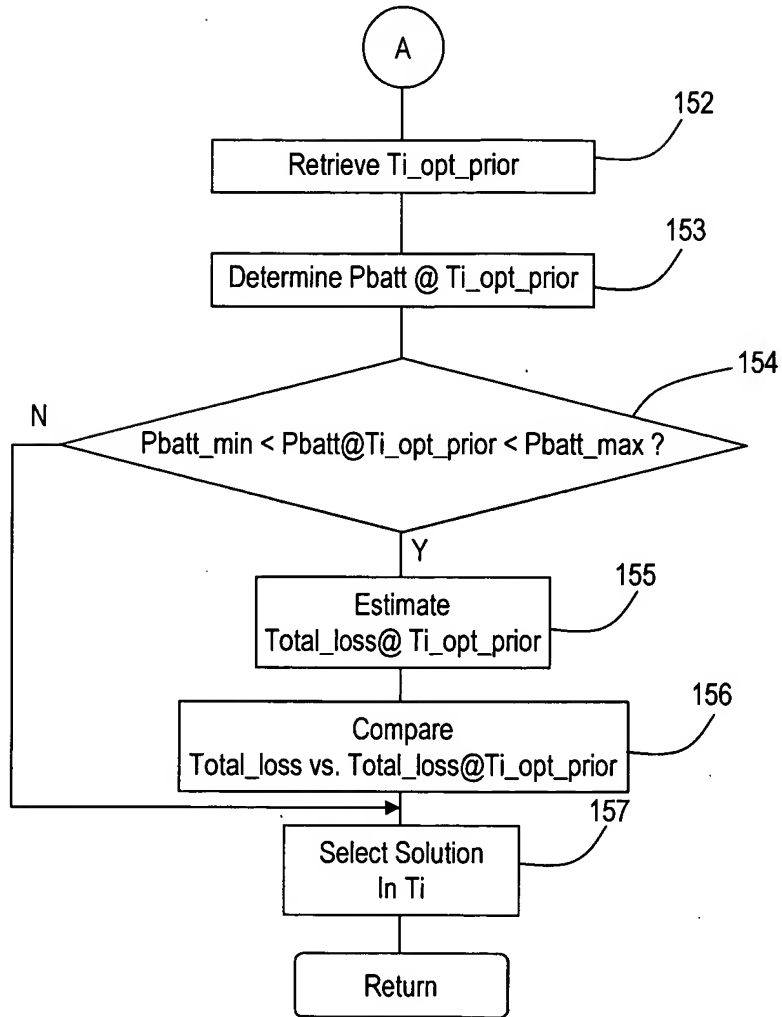 A
152
Retrieve Ti_opt_prior
153
Determine Pbatt @ Ti_opt_prior
154
N
Pbatt_min < Pbatt@Ti_opt_prior < Pbatt_max ?
Y
155
Estimate
Total_loss@ Ti_opt_prior
156
Compare
Total_loss vs. Total_loss@Ti_opt_prior
157
Select Solution
In Ti
Return